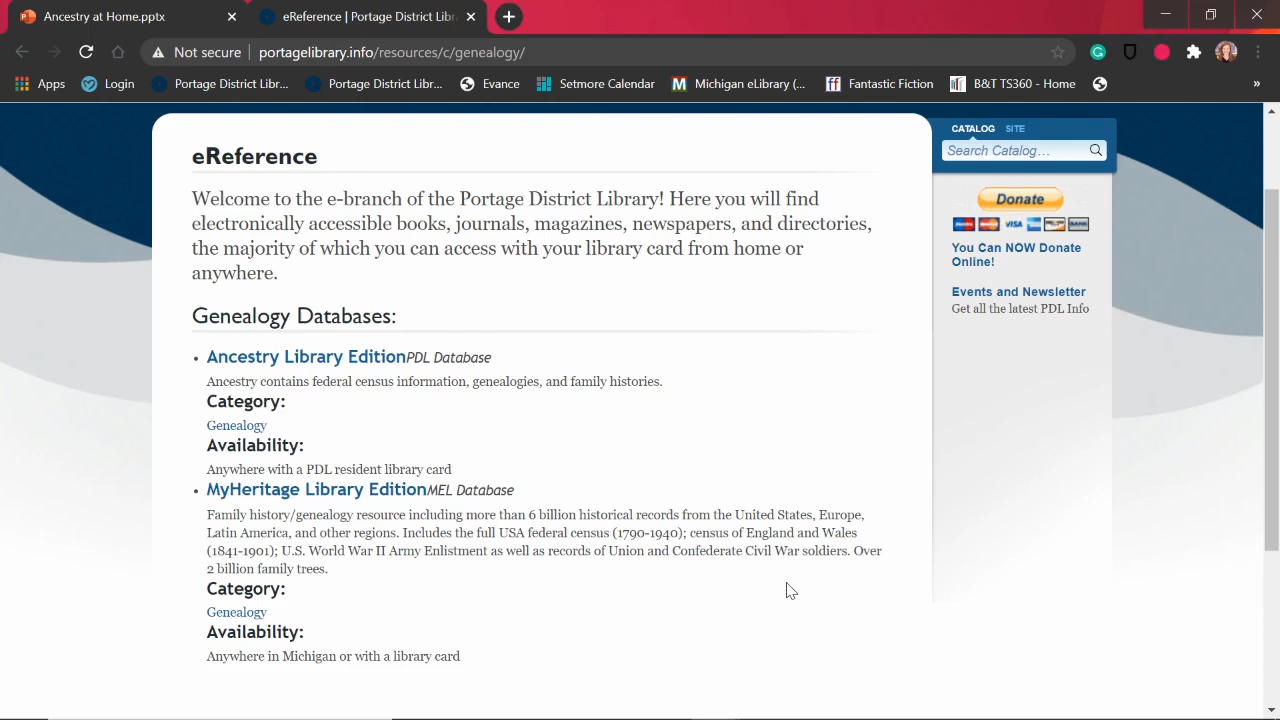 Ancestry at Home.pptx
eReference | Portage District Libr
Not secure portagelibrary.info/resources/c/genealogy/
Apps Login Portage District Libr... Portage District Libr... Evance Setmore Calendar Michigan eLibrary (... Fantastic Fiction B&T TS360 - Home »
CATALOG SITE
Search Catalog...
Donate
VISA BANK
You Can NOW Donate
Online!
Events and Newsletter
Get all the latest PDL Info
eReference
Welcome to the e-branch of the Portage District Library! Here you will find
electronically accessible books, journals, magazines, newspapers, and directories,
the majority of which you can access with your library card from home or
anywhere.
Genealogy Databases:
• Ancestry Library EditionPDL Database
Ancestry contains federal census information, genealogies, and family histories.
Category:
Genealogy
Availability:
Anywhere with a PDL resident library card
• MyHeritage Library EditionMEL Database
Family history/genealogy resource including more than 6 billion historical records from the United States, Europe,
Latin America, and other regions. Includes the full USA federal census (1790-1940); census of England and Wales
(1841-1901); U.S. World War II Army Enlistment as well as records of Union and Confederate Civil War soldiers. Over
2 billion family trees.
Category:
Genealogy
Availability:
Anywhere in Michigan or with a library card